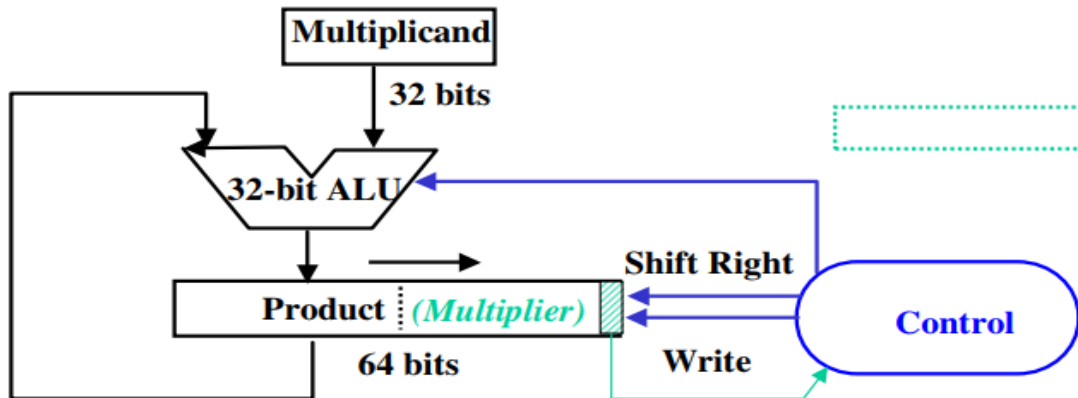 Multiplicand
32 bits
32-bit ALU
Shift Right
Product (Multiplier)
Control
64 bits
Write